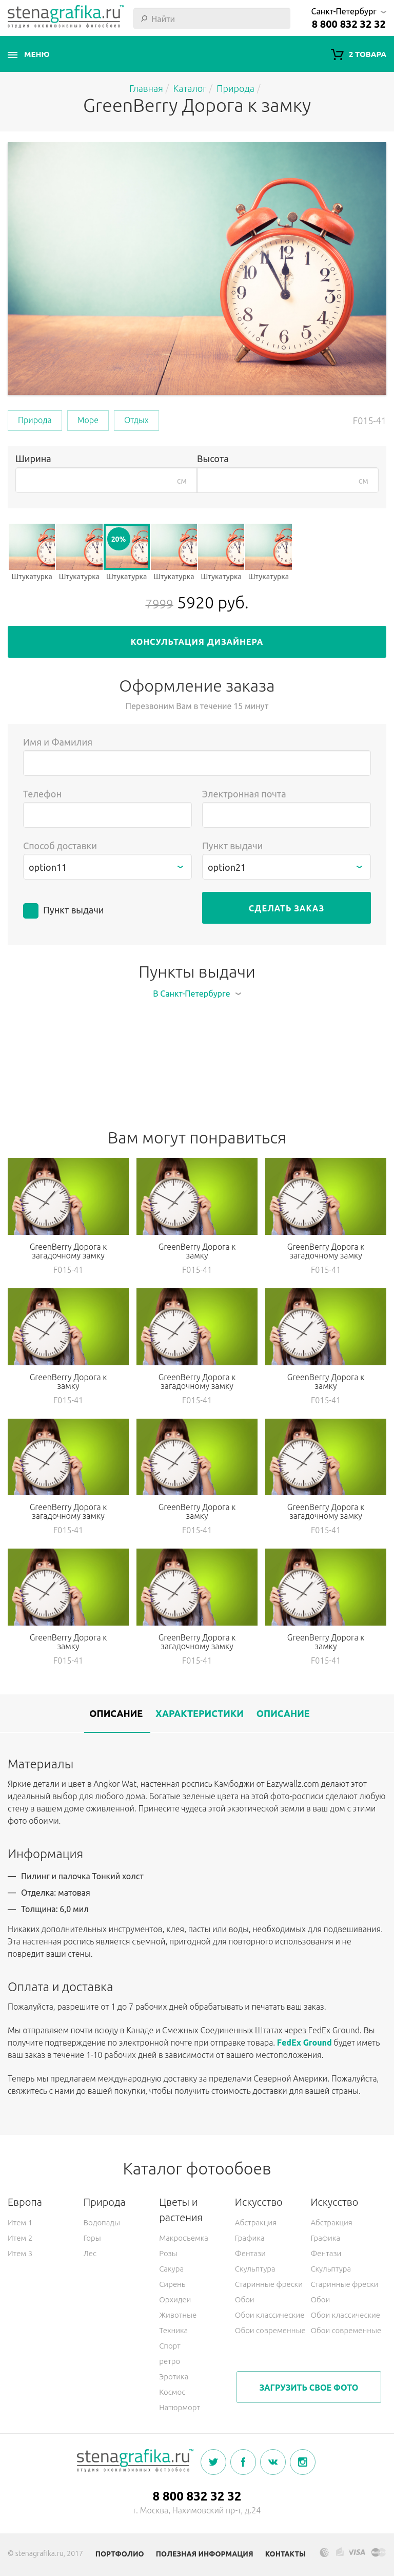 stenagrafika.ru
студия эксклюзивных фотообоев
Найти
Санкт-Петербург
8 800 832 32 32
МЕНЮ
2 ТОВАРА
Главная / Каталог / Природа /
GreenBerry Дорога к замку
Природа Море Отдых F015-41
Ширина Высота
см см
20%
Штукатурка Штукатурка Штукатурка Штукатурка Штукатурка Штукатурка
7999 5920 руб.
КОНСУЛЬТАЦИЯ ДИЗАЙНЕРА
Оформление заказа
Перезвоним Вам в течение 15 минут
Имя и Фамилия
Телефон Электронная почта
Способ доставки Пункт выдачи
option11 option21
Пункт выдачи СДЕЛАТЬ ЗАКАЗ
Пункты выдачи
В Санкт-Петербурге
Вам могут понравиться
GreenBerry Дорога к загадочному замку
F015-41
GreenBerry Дорога к замку
F015-41
GreenBerry Дорога к загадочному замку
F015-41
GreenBerry Дорога к замку
F015-41
GreenBerry Дорога к загадочному замку
F015-41
GreenBerry Дорога к замку
F015-41
GreenBerry Дорога к загадочному замку
F015-41
GreenBerry Дорога к замку
F015-41
GreenBerry Дорога к загадочному замку
F015-41
GreenBerry Дорога к замку
F015-41
GreenBerry Дорога к загадочному замку
F015-41
GreenBerry Дорога к замку
F015-41
ОПИСАНИЕ ХАРАКТЕРИСТИКИ ОПИСАНИЕ
Материалы
Яркие детали и цвет в Angkor Wat, настенная роспись Камбоджи от Eazywallz.com делают этот
идеальный выбор для любого дома. Богатые зеленые цвета на этой фото-росписи сделают любую
стену в вашем доме оживленной. Принесите чудеса этой экзотической земли в ваш дом с этими
фото обоими.
Информация
— Пилинг и палочка Тонкий холст
— Отделка: матовая
— Толщина: 6,0 мил
Никаких дополнительных инструментов, клея, пасты или воды, необходимых для подвешивания.
Эта настенная роспись является съемной, пригодной для повторного использования и не
повредит ваши стены.
Оплата и доставка
Пожалуйста, разрешите от 1 до 7 рабочих дней обрабатывать и печатать ваш заказ.
Мы отправляем почти всюду в Канаде и Смежных Соединенных Штатах через FedEx Ground. Вы
получите подтверждение по электронной почте при отправке товара. FedEx Ground будет иметь
ваш заказ в течение 1-10 рабочих дней в зависимости от вашего местоположения.
Теперь мы предлагаем международную доставку за пределами Северной Америки. Пожалуйста,
свяжитесь с нами до вашей покупки, чтобы получить стоимость доставки для вашей страны.
Каталог фотообоев
Европа
Итем 1
Итем 2
Итем 3
Природа
Водопады
Горы
Лес
Цветы и
растения
Макросъемка
Розы
Сакура
Сирень
Орхидеи
Животные
Техника
Спорт
ретро
Эротика
Космос
Натюрморт
Искусство
Абстракция
Графика
Фентази
Скульптура
Старинные фрески
Обои
Обои классические
Обои современные
Искусство
Абстракция
Графика
Фентази
Скульптура
Старинные фрески
Обои
Обои классические
Обои современные
ЗАГРУЗИТЬ СВОЕ ФОТО
stenagrafika.ru
студия эксклюзивных фотообоев
8 800 832 32 32
г. Москва, Нахимовский пр-т, д.24
© stenagrafika.ru, 2017 ПОРТФОЛИО ПОЛЕЗНАЯ ИНФОРМАЦИЯ КОНТАКТЫ VISA